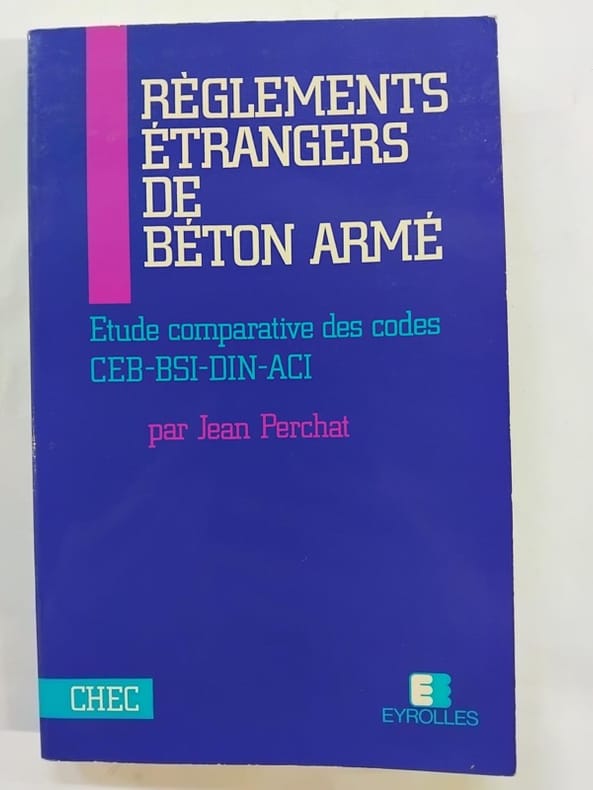 RÈGLEMENTS
ÉTRANGERS
DE
BÉTON ARMÉ
Etude comparative des codes
CEB-BSI-DIN-ACI
par Jean Perchat
CHEC
EYROLLES